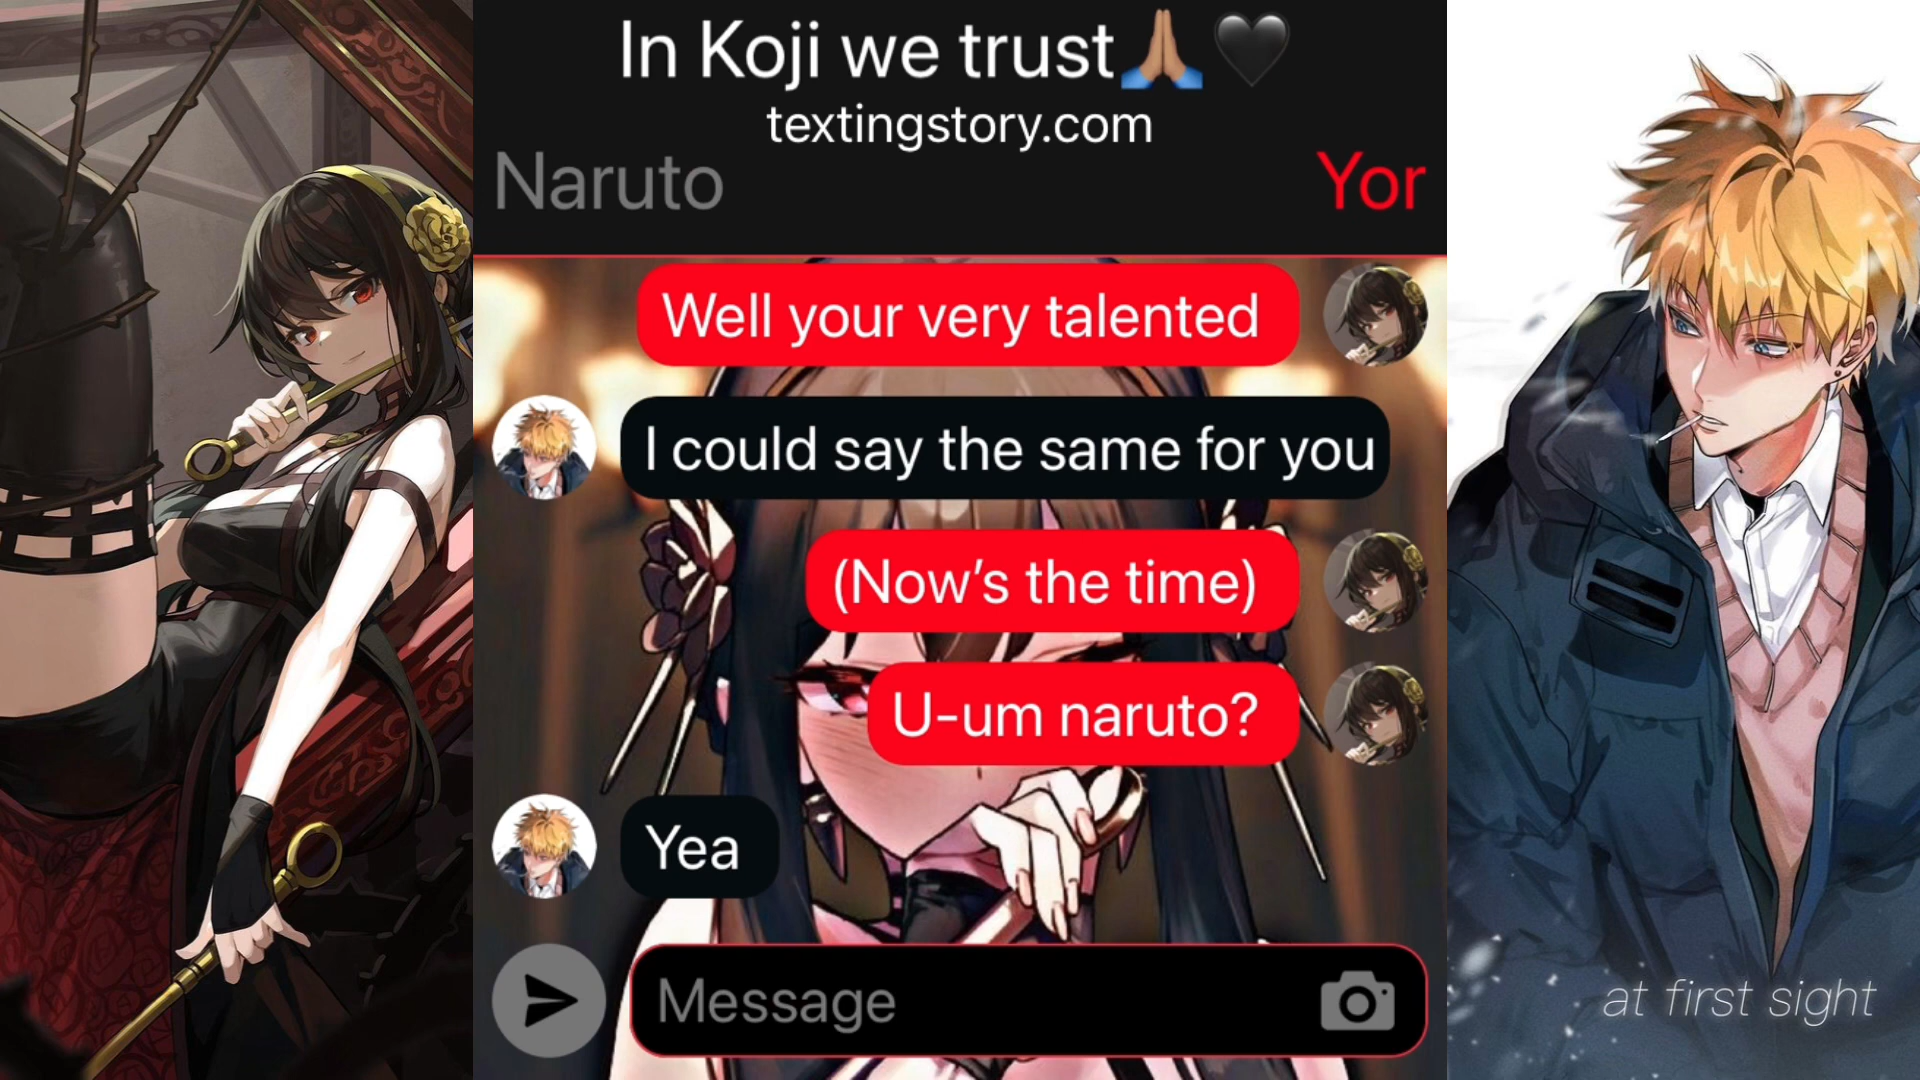 In Koji we trust🙏🏽🖤
textingstory.com
Naruto
Yor
Well your very talented
I could say the same for you
(Now's the time)
U-um naruto?
Yea
Message
at first sight